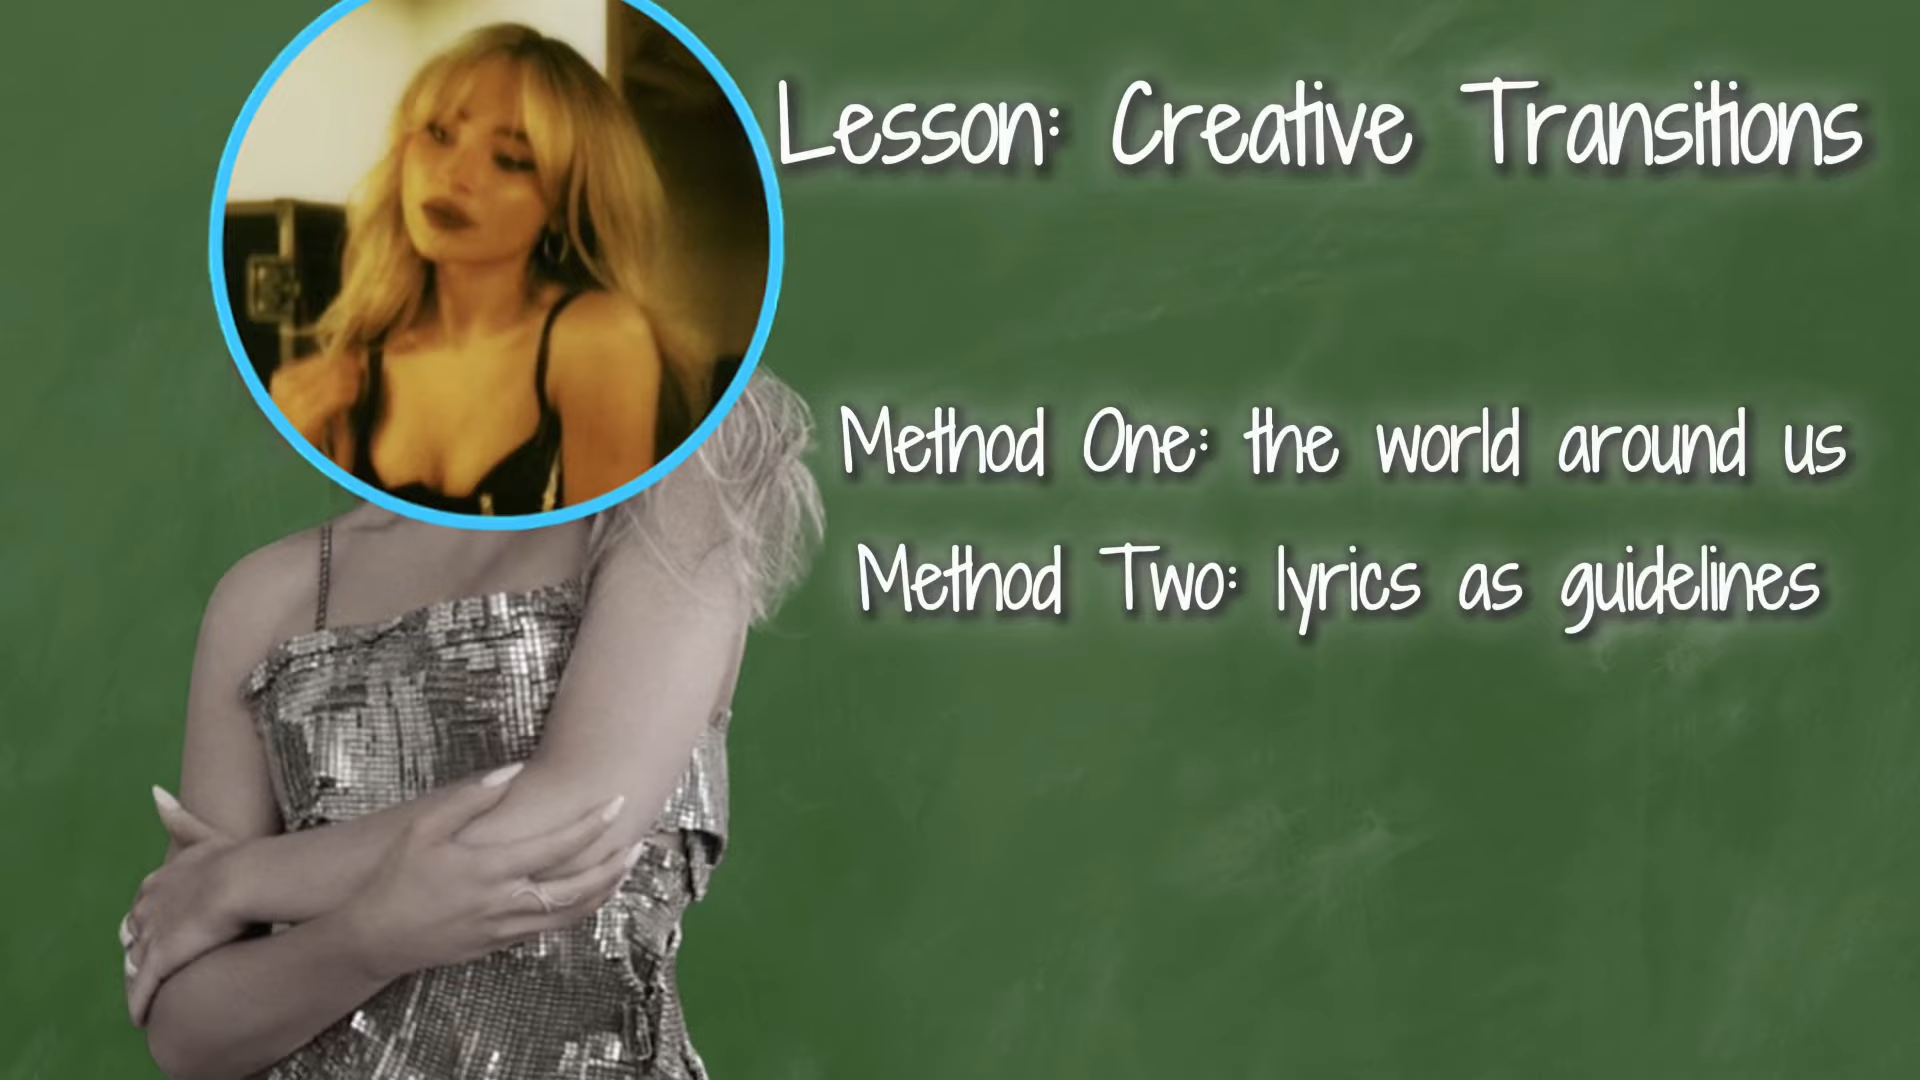 Lesson: Creative Transitions
Method One: the world around us
Method Two: lyrics as guidelines